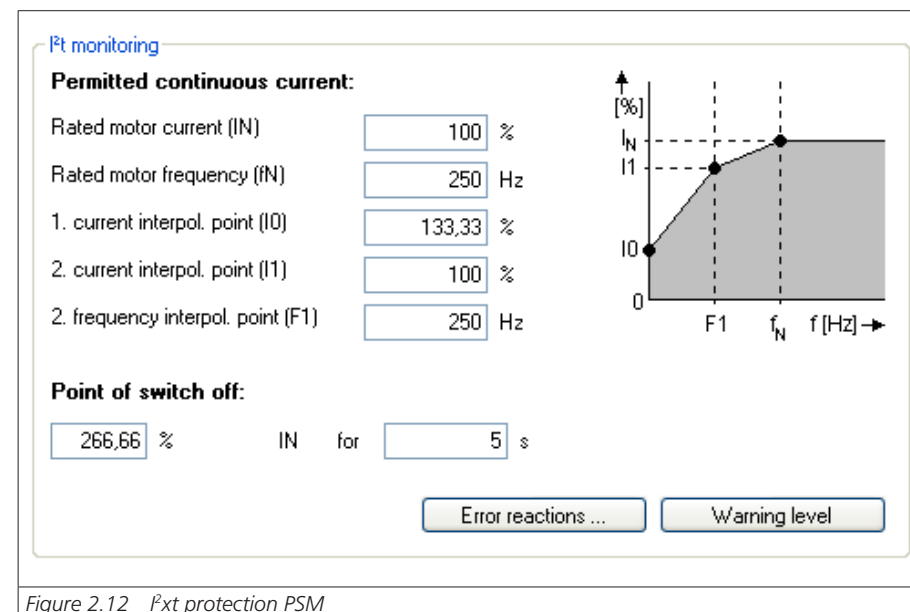 I²t monitoring
Permitted continuous current:
Rated motor current (IN) 100 %
Rated motor frequency (fN) 250 Hz
1. current interpol. point (I0) 133,33 %
2. current interpol. point (I1) 100 %
2. frequency interpol. point (F1) 250 Hz
[%]
IN
I1
I0
0
F1 fN f [Hz]
Point of switch off:
266,66 % IN for 5 s
Error reactions ... Warning level
Figure 2.12 I²xt protection PSM